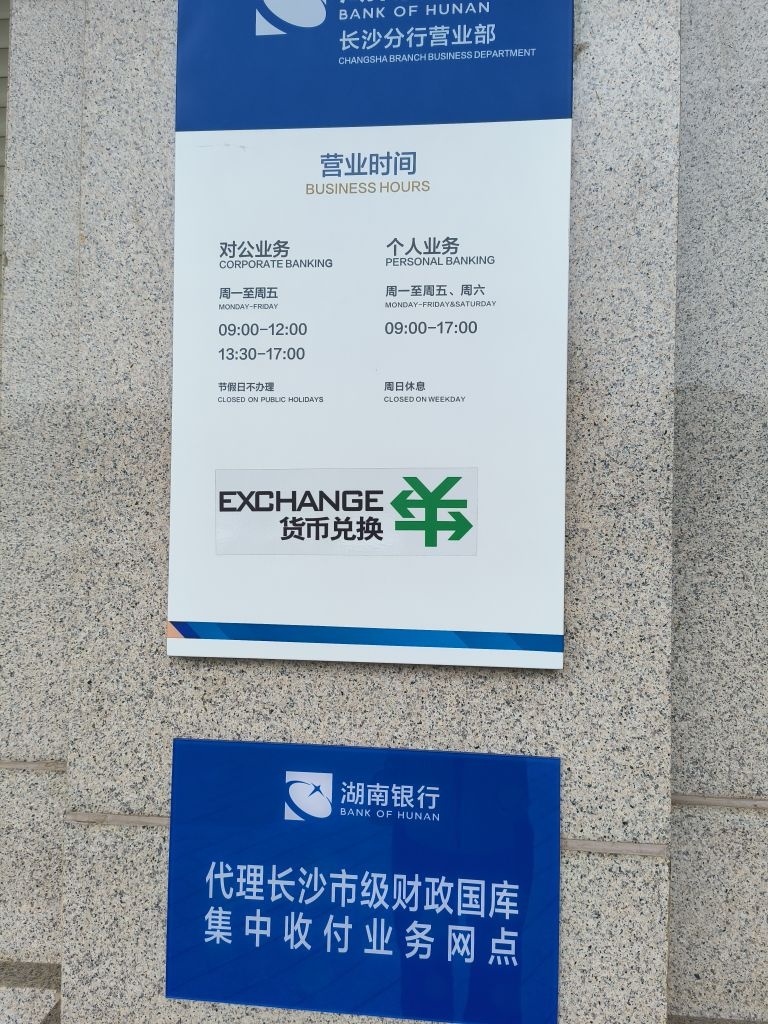 BANK OF HUNAN
长沙分行营业部
CHANGSHA BRANCH BUSINESS DEPARTMENT
营业时间
BUSINESS HOURS
对公业务
CORPORATE BANKING
周一至周五
MONDAY-FRIDAY
09:00-12:00
13:30-17:00
节假日不办理
CLOSED ON PUBLIC HOLIDAYS
个人业务
PERSONAL BANKING
周一至周五、周六
MONDAY-FRIDAY&SATURDAY
09:00-17:00
周日休息
CLOSED ON WEEKDAY
EXCHANGE
货币兑换
湖南银行
BANK OF HUNAN
代理长沙市级财政国库
集中收付业务网点